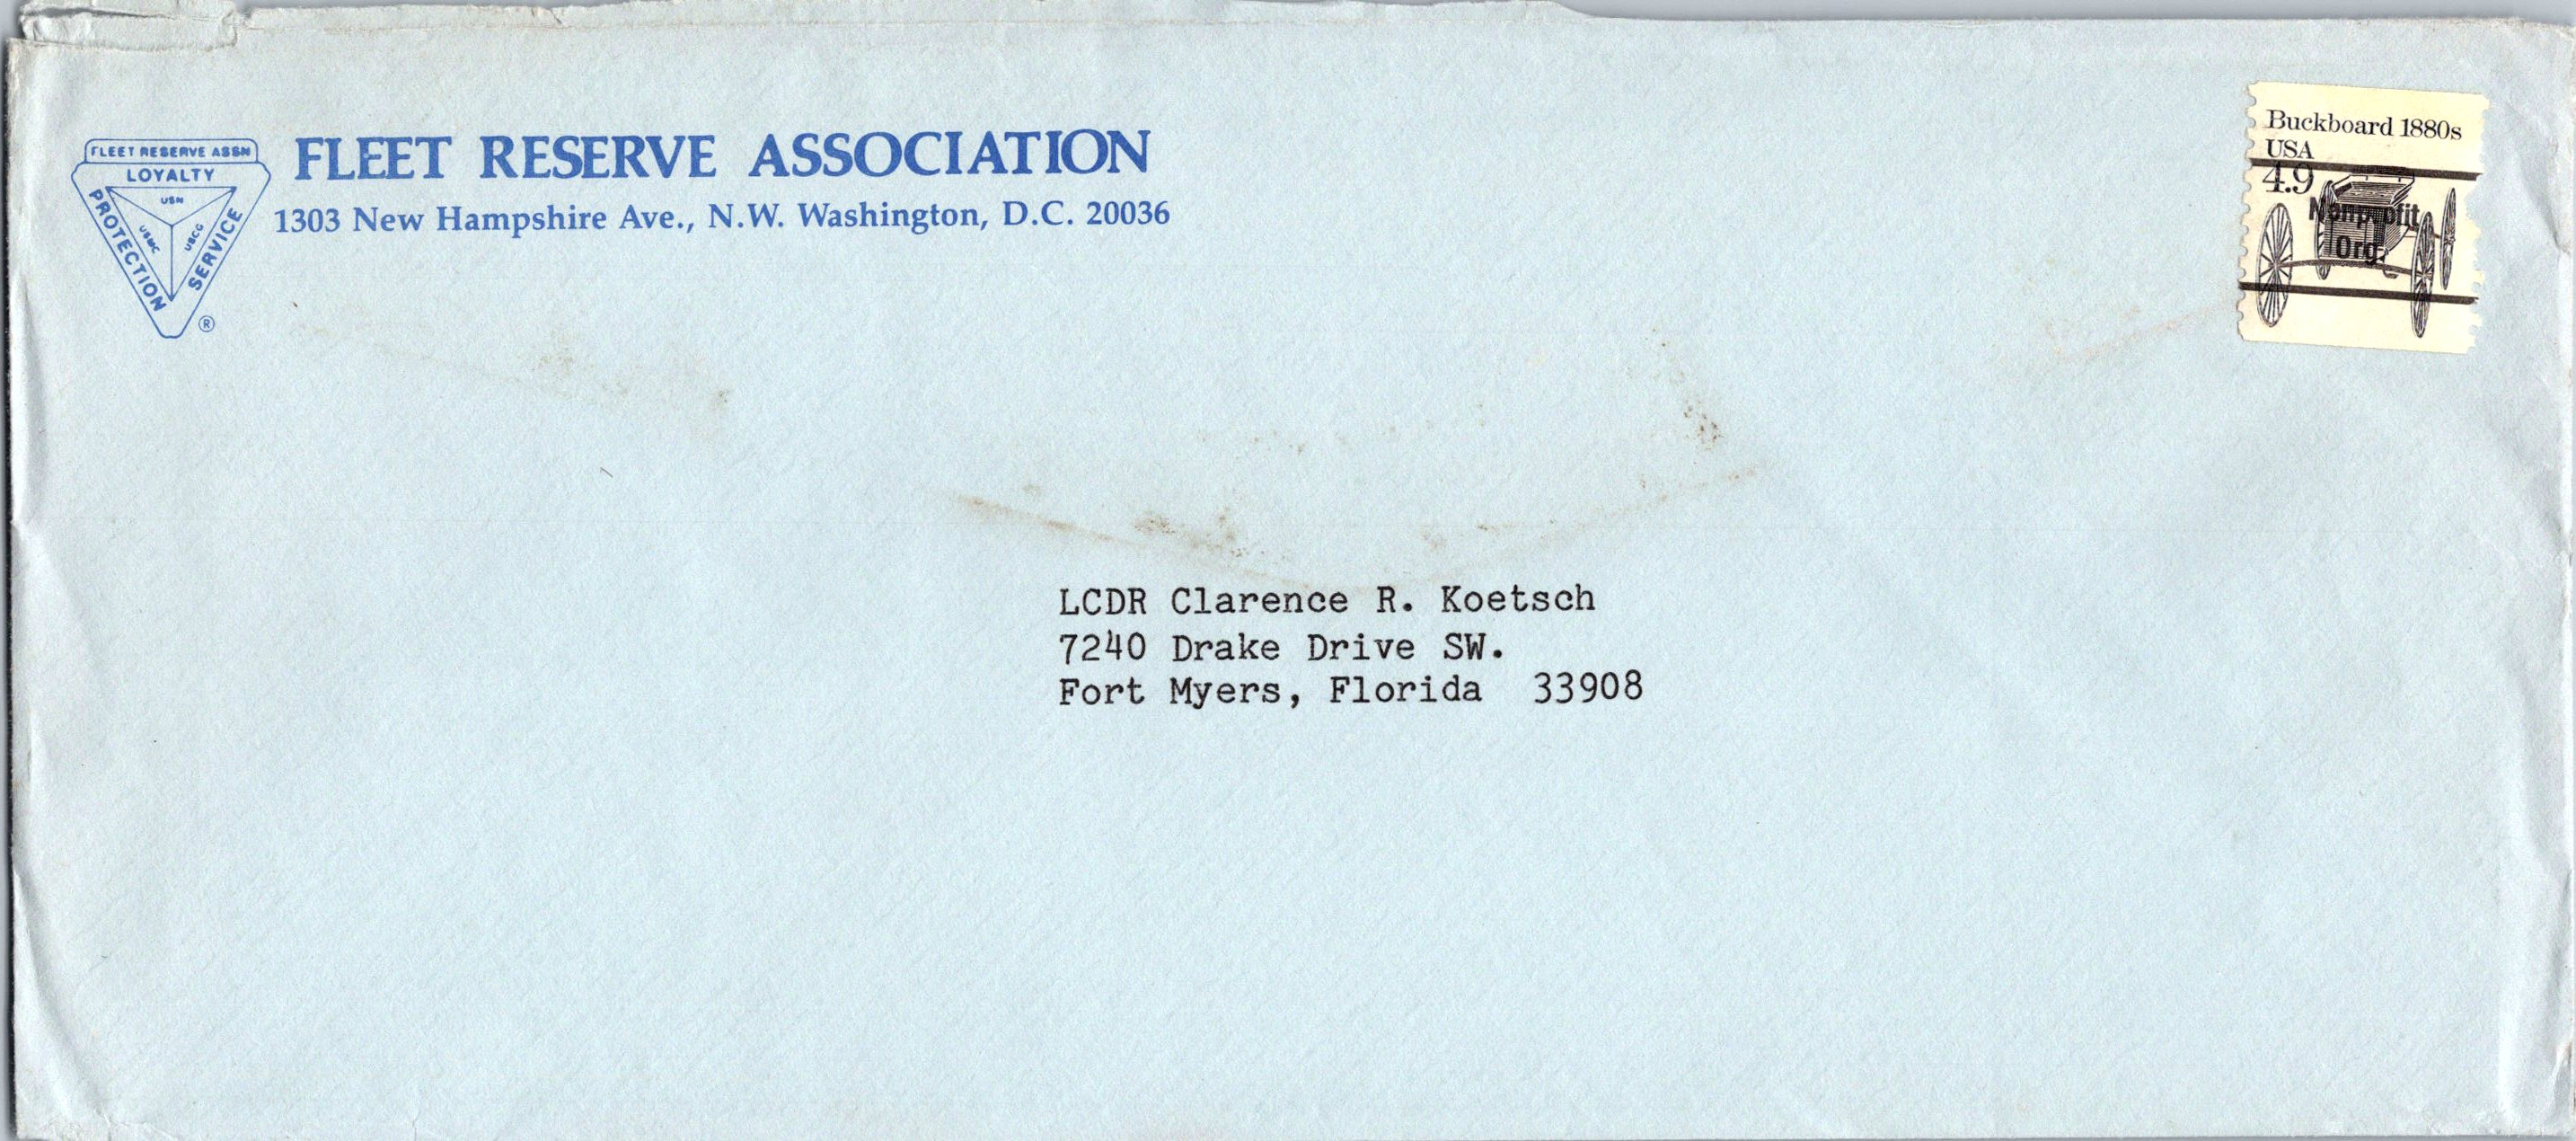 FLEET RESERVE ASSN
LOYALTY
PROTECTION
SERVICE
USN
USMC
USCG
®
FLEET RESERVE ASSOCIATION
1303 New Hampshire Ave., N.W. Washington, D.C. 20036
Buckboard 1880s
USA
4.9
Nonprofit
Org.
LCDR Clarence R. Koetsch
7240 Drake Drive SW.
Fort Myers, Florida 33908